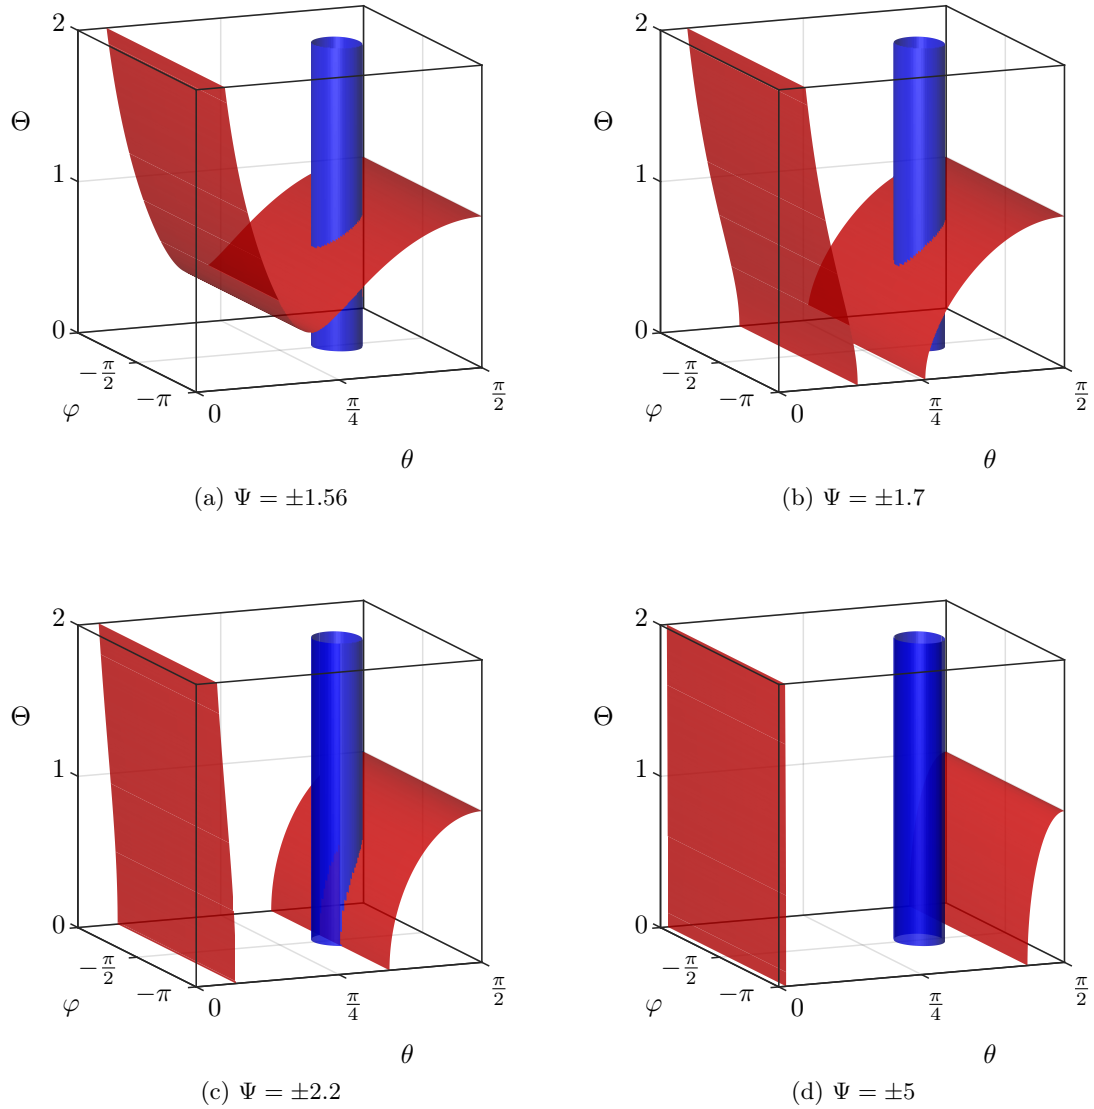 2
1
0
Θ
−π/2
−π
φ
0
π/4
π/2
θ
(a) Ψ = ±1.56
2
1
0
Θ
−π/2
−π
φ
0
π/4
π/2
θ
(b) Ψ = ±1.7
2
1
0
Θ
−π/2
−π
φ
0
π/4
π/2
θ
(c) Ψ = ±2.2
2
1
0
Θ
−π/2
−π
φ
0
π/4
π/2
θ
(d) Ψ = ±5